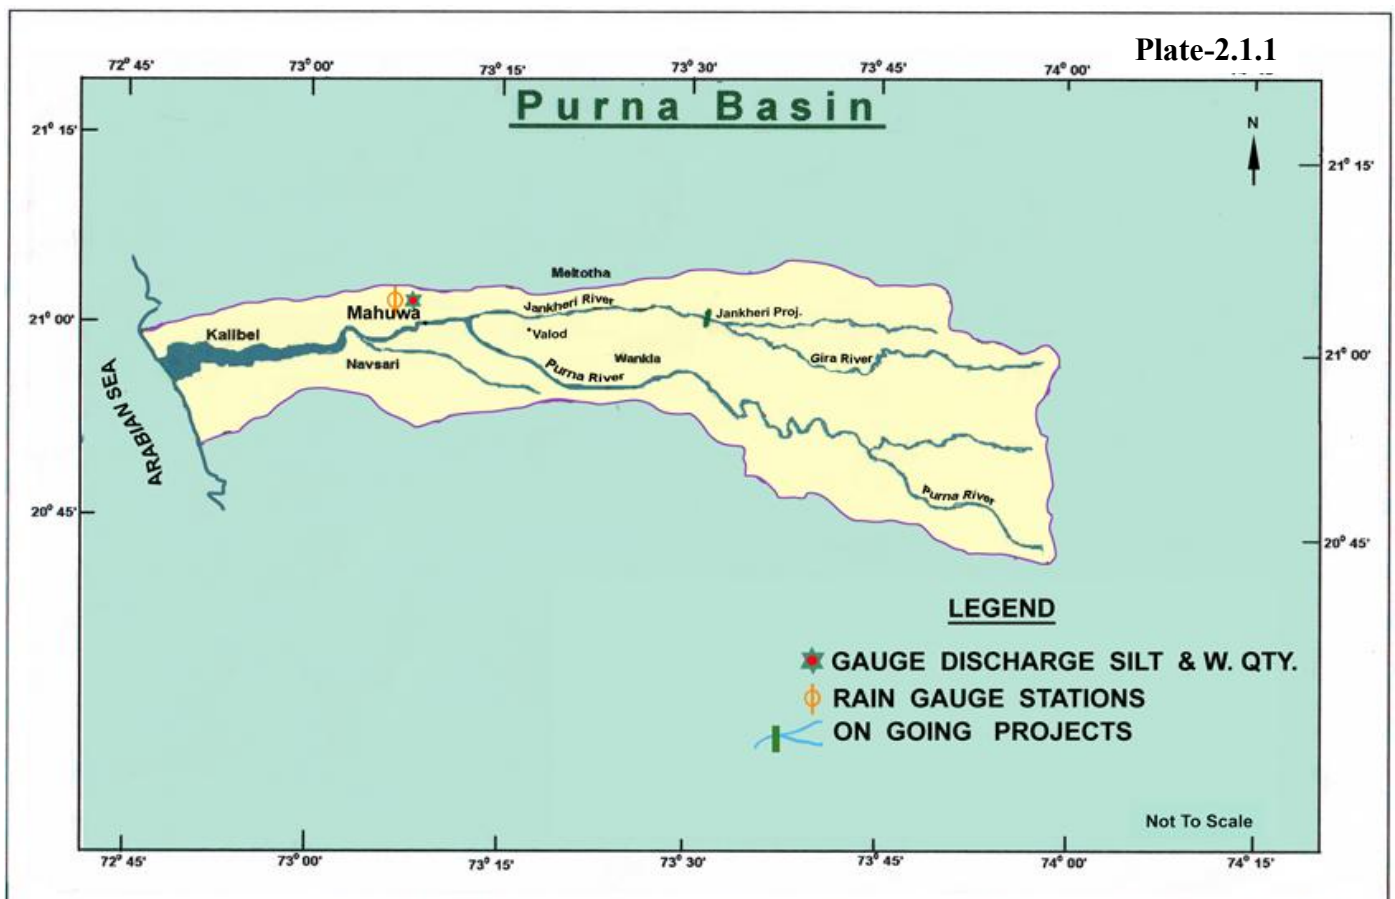 Plate-2.1.1
72° 45'
73° 00'
73° 15'
73° 30'
73° 45'
74° 00'
Purna Basin
N
21° 15'
21° 15'
Meltotha
Jankheri River
Mahuwa
Jankheri Proj.
21° 00'
Kalibel
Valod
21° 00'
Navsari
Wankla
Gira River
Purna River
ARABIAN SEA
Purna River
20° 45'
20° 45'
LEGEND
GAUGE DISCHARGE SILT & W. QTY.
RAIN GAUGE STATIONS
ON GOING PROJECTS
Not To Scale
72° 45'
73° 00'
73° 15'
73° 30'
73° 45'
74° 00'
74° 15'